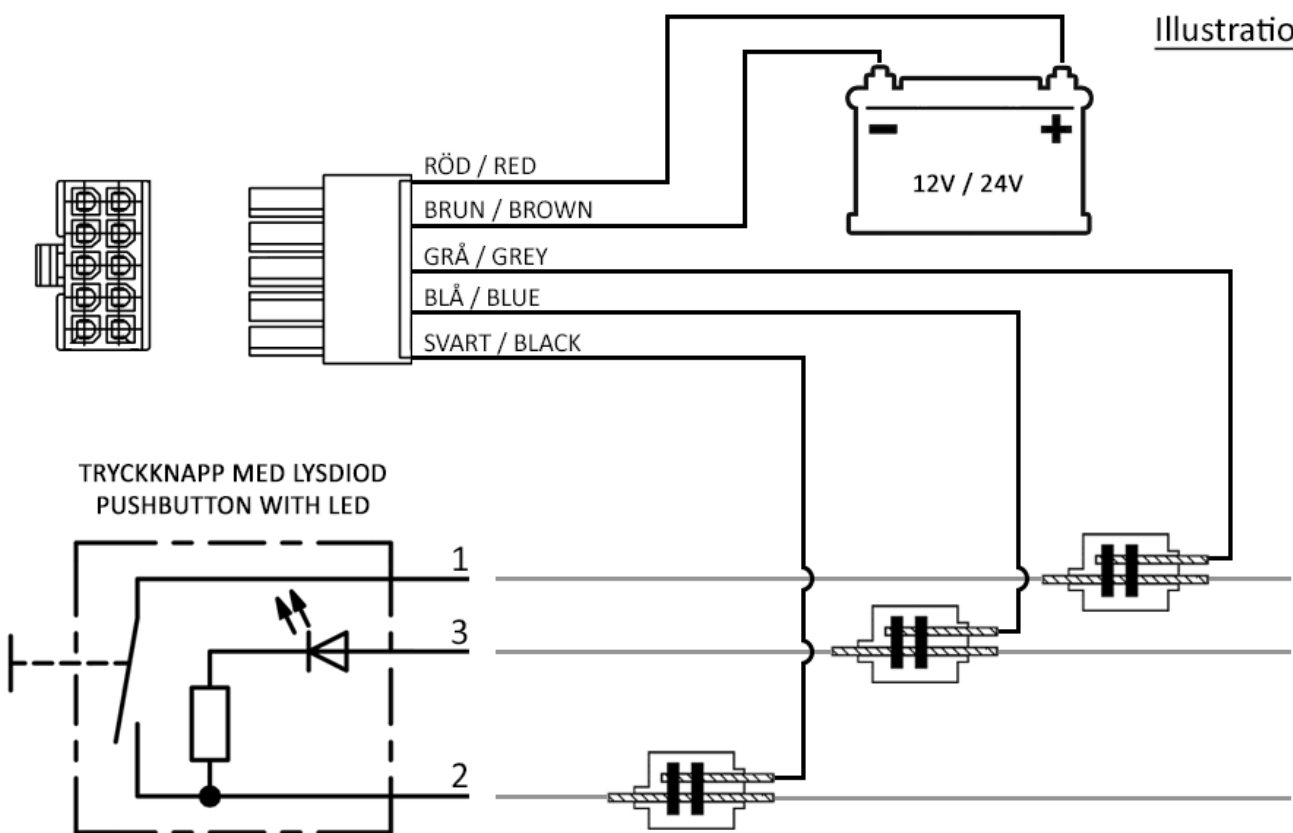 Illustratio
12V / 24V
RÖD / RED
BRUN / BROWN
GRÅ / GREY
BLÅ / BLUE
SVART / BLACK
TRYCKKNAPP MED LYSDIOD
PUSHBUTTON WITH LED
1
3
2